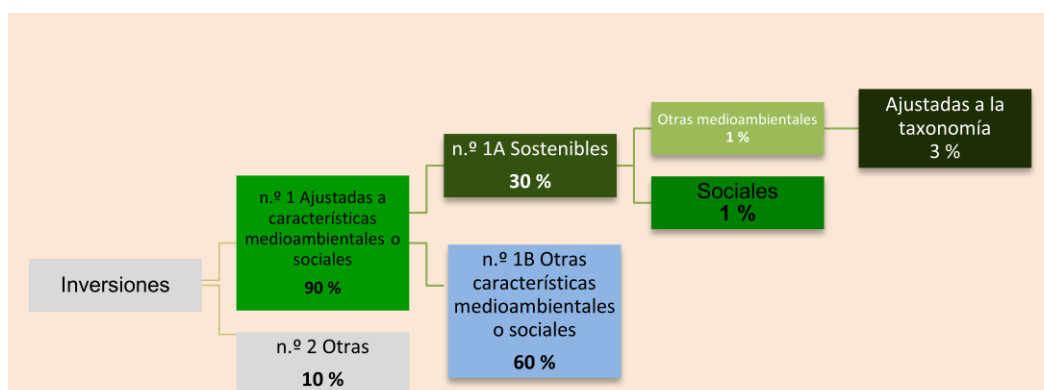 Inversiones
n.º 1 Ajustadas a
características
medioambientales o
sociales
90 %
n.º 2 Otras
10 %
n.º 1A Sostenibles
30 %
n.º 1B Otras
características
medioambientales
o sociales
60 %
Otras medioambientales
1 %
Sociales
1 %
Ajustadas a la
taxonomía
3 %